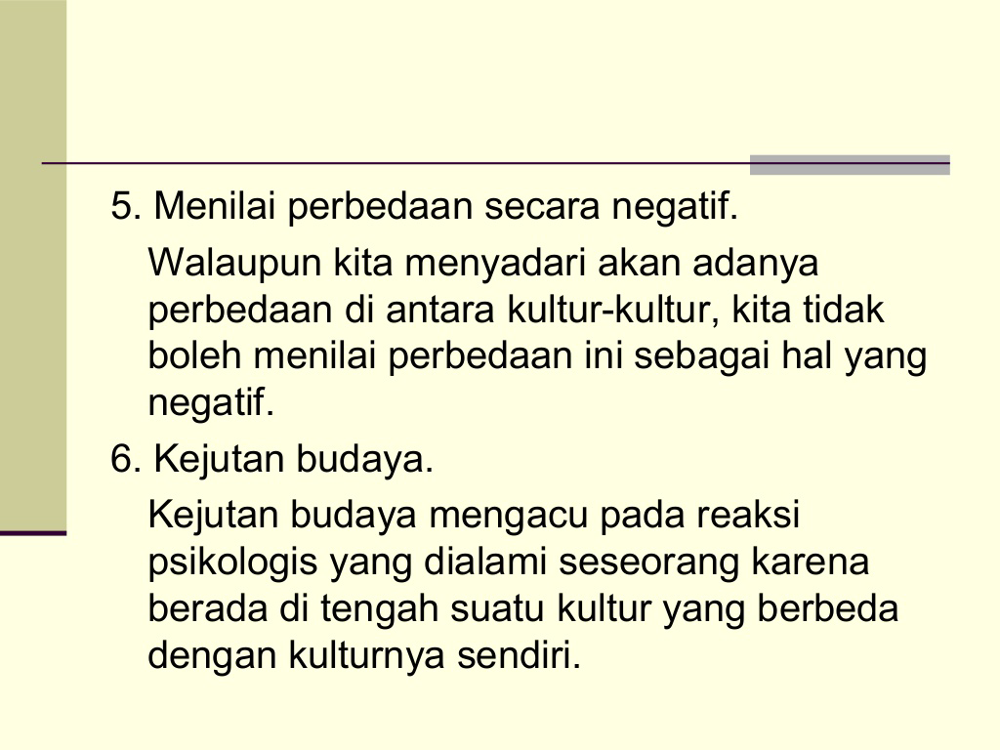 5. Menilai perbedaan secara negatif.
Walaupun kita menyadari akan adanya
perbedaan di antara kultur-kultur, kita tidak
boleh menilai perbedaan ini sebagai hal yang
negatif.
6. Kejutan budaya.
Kejutan budaya mengacu pada reaksi
psikologis yang dialami seseorang karena
berada di tengah suatu kultur yang berbeda
dengan kulturnya sendiri.